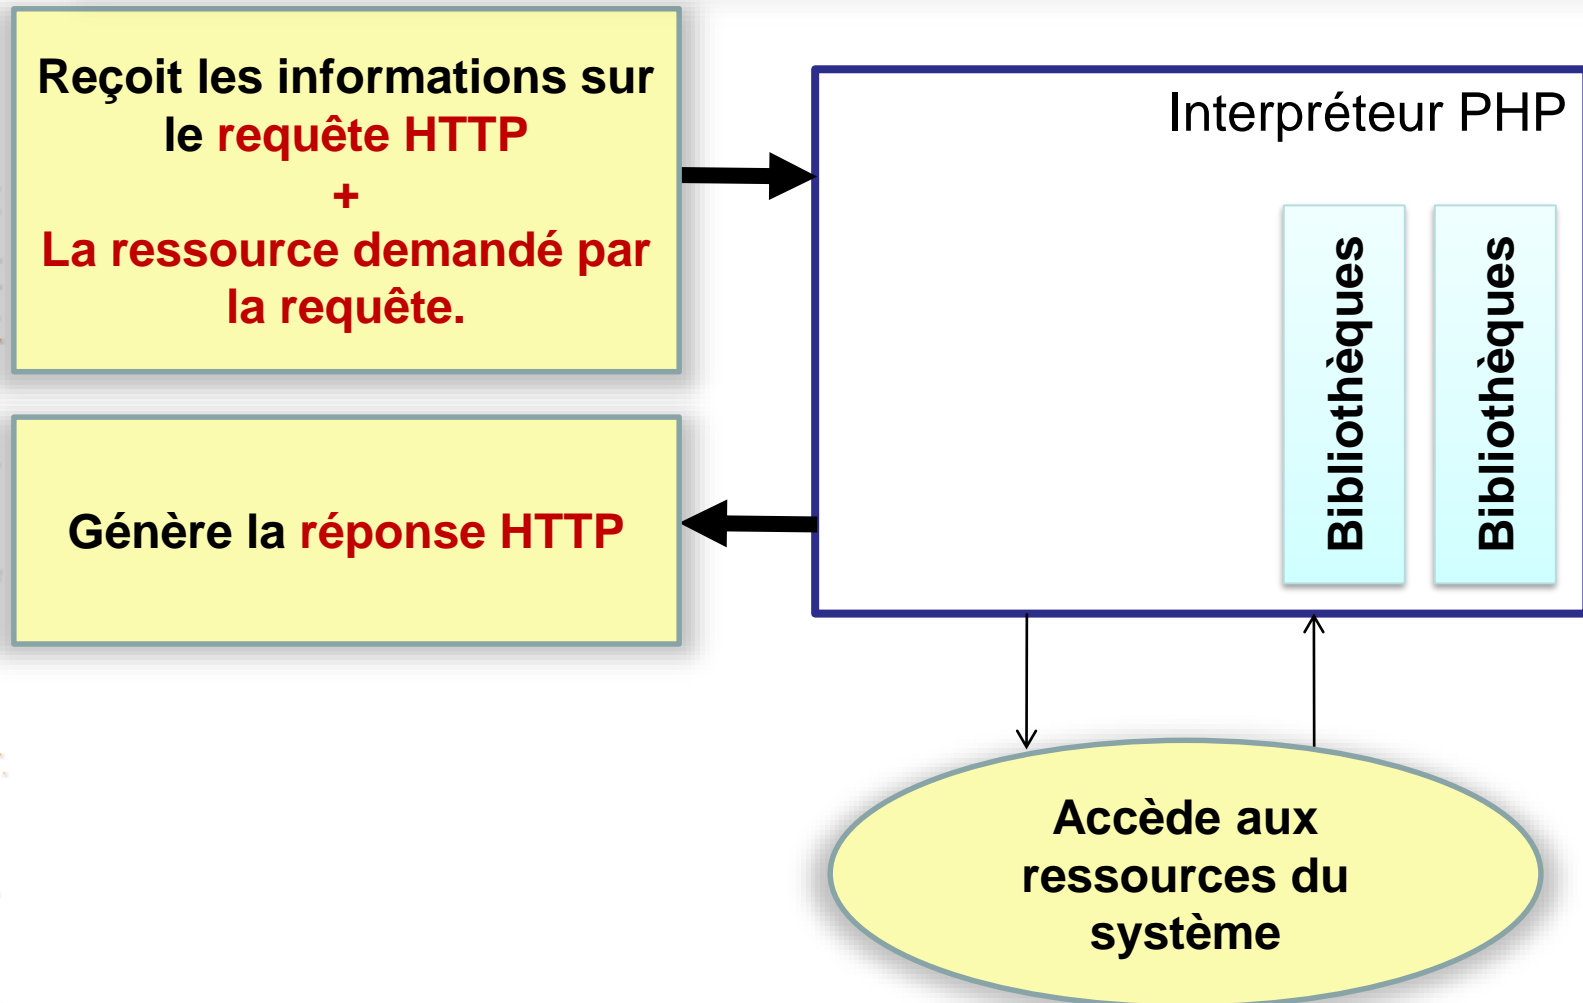 Reçoit les informations sur
le requête HTTP
+
La ressource demandé par
la requête.
Interpréteur PHP
Bibliothèques
Bibliothèques
Génère la réponse HTTP
Accède aux
ressources du
système